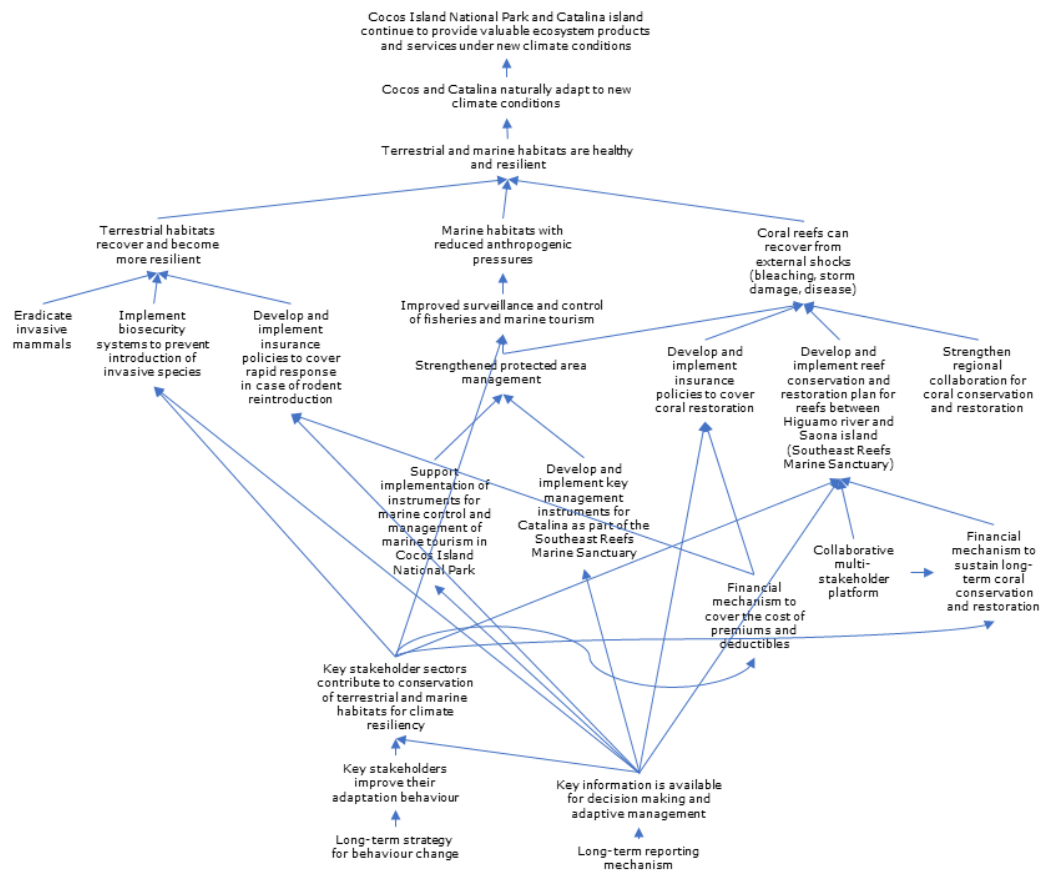 Cocos Island National Park and Catalina island
continue to provide valuable ecosystem products
and services under new climate conditions
Cocos and Catalina naturally adapt to new
climate conditions
Terrestrial and marine habitats are healthy
and resilient
Terrestrial habitats
recover and become
more resilient
Marine habitats with
reduced anthropogenic
pressures
Coral reefs can
recover from
external shocks
(bleaching, storm
damage, disease)
Eradicate
invasive
mammals
Implement
biosecurity
systems to prevent
introduction of
invasive species
Develop and
implement
insurance
policies to cover
rapid response
in case of rodent
reintroduction
Improved surveillance and control
of fisheries and marine tourism
Strengthened protected area
management
Develop and
implement
insurance
policies to cover
coral restoration
Develop and
implement reef
conservation and
restoration plan for
reefs between
Higuamo river and
Saona island
(Southeast Reefs
Marine Sanctuary)
Strengthen
regional
collaboration for
coral conservation
and restoration
Support
implementation of
instruments for
marine control and
management of
marine tourism in
Cocos Island
National Park
Develop and
implement key
management
instruments for
Catalina as part of the
Southeast Reefs
Marine Sanctuary
Financial
mechanism to
cover the cost of
premiums and
deductibles
Collaborative
multi-
stakeholder
platform
Financial
mechanism to
sustain long-
term coral
conservation
and restoration
Key stakeholder sectors
contribute to conservation
of terrestrial and marine
habitats for climate
resiliency
Key stakeholders
improve their
adaptation behaviour
Long-term strategy
for behaviour change
Key information is available
for decision making and
adaptive management
Long-term reporting
mechanism